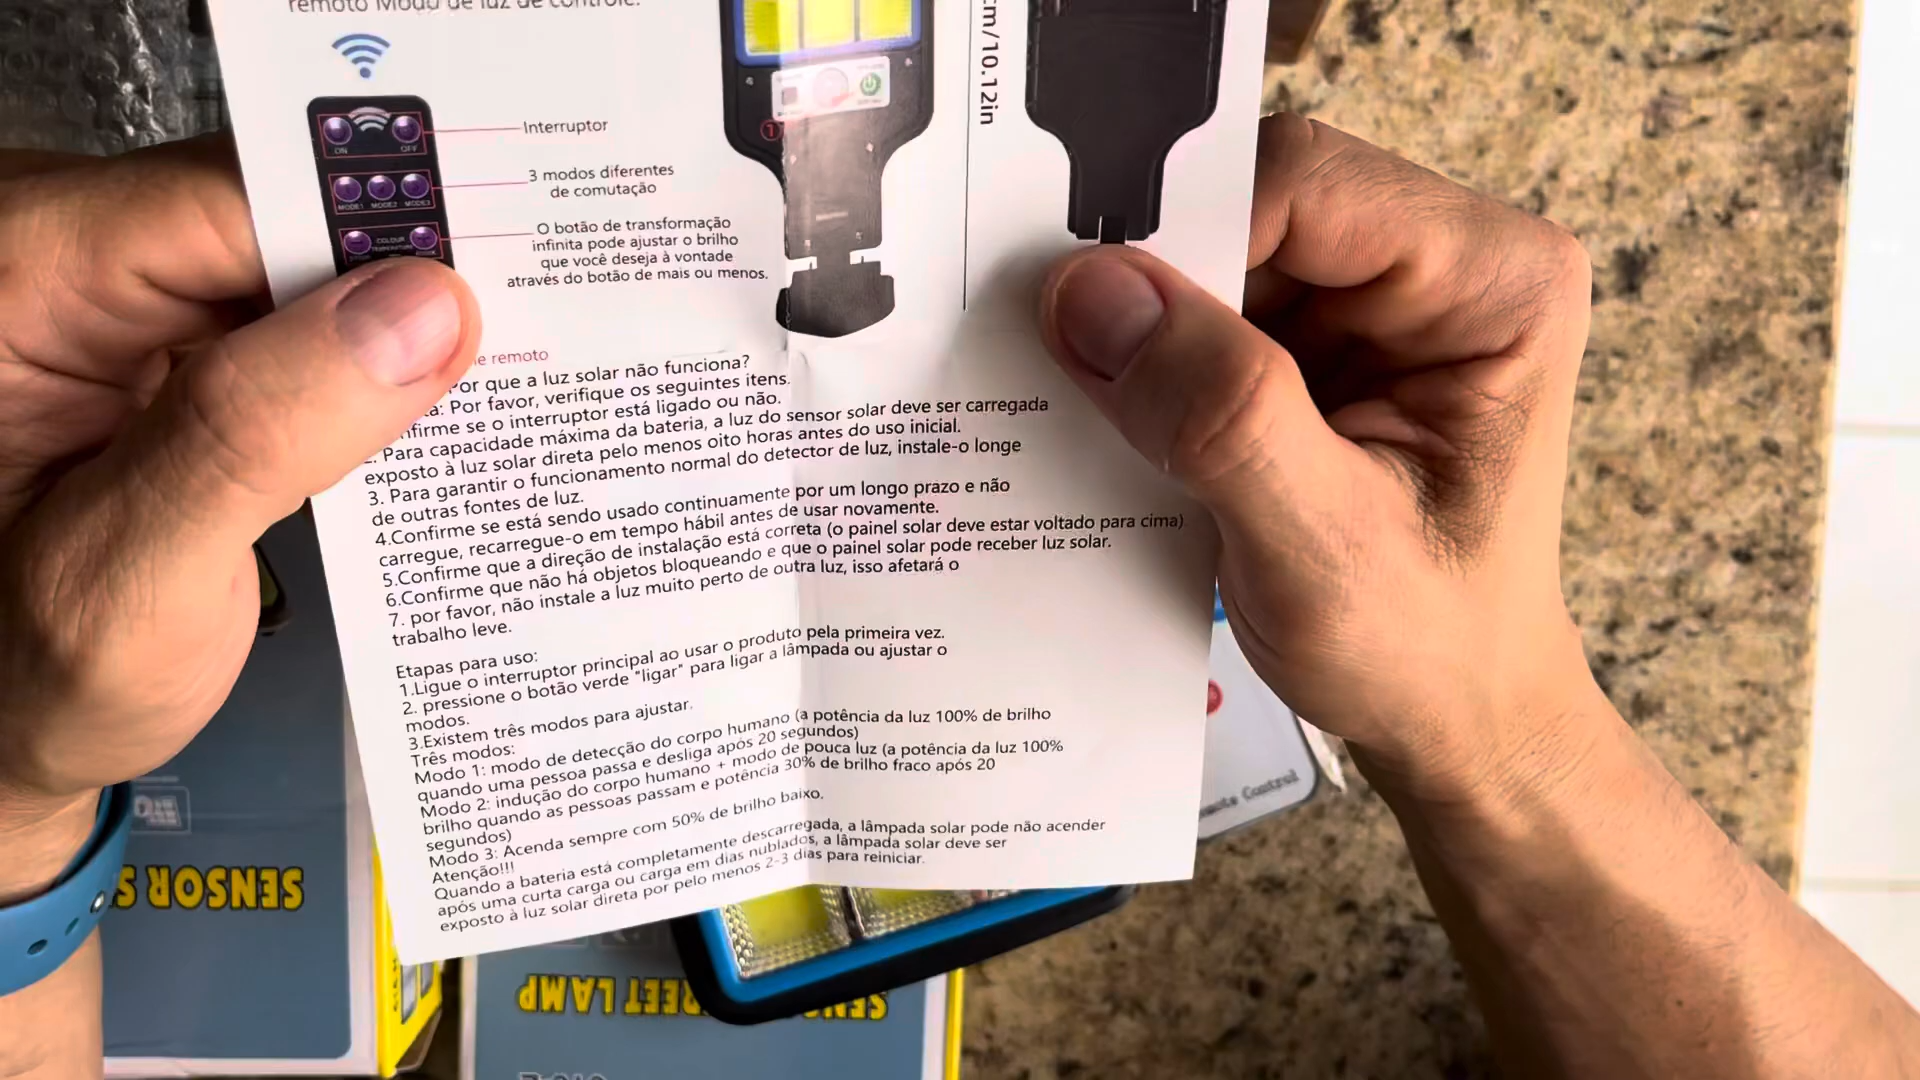 remoto Modo de luz de controle.
cm/10.12in
ON OFF
Interruptor
MODE1 MODE2 MODE3
3 modos diferentes
de comutação
COLOUR
TEMPERATURE
O botão de transformação
infinita pode ajustar o brilho
que você deseja à vontade
através do botão de mais ou menos.
1
remoto
Por que a luz solar não funciona?
Por favor, verifique os seguintes itens.
se o interruptor está ligado ou não.
Para capacidade máxima da bateria, a luz do sensor solar deve ser carregada
exposto à luz solar direta pelo menos oito horas antes do uso inicial.
3. Para garantir o funcionamento normal do detector de luz, instale-o longe
de outras fontes de luz.
4.Confirme se está sendo usado continuamente por um longo prazo e não
carregue, recarregue-o em tempo hábil antes de usar novamente.
5.Confirme que a direção de instalação está correta (o painel solar deve estar voltado para cima)
6.Confirme que não há objetos bloqueando e que o painel solar pode receber luz solar.
7. por favor, não instale a luz muito perto de outra luz, isso afetará o
trabalho leve.
Etapas para uso:
1.Ligue o interruptor principal ao usar o produto pela primeira vez.
2. pressione o botão verde "ligar" para ligar a lâmpada ou ajustar o
modos.
3.Existem três modos para ajustar.
Três modos:
Modo 1: modo de detecção do corpo humano (a potência da luz 100% de brilho
quando uma pessoa passa e desliga após 20 segundos)
Modo 2: indução do corpo humano + modo de pouca luz (a potência da luz 100%
brilho quando as pessoas passam e potência 30% de brilho fraco após 20
segundos)
Modo 3: Acenda sempre com 50% de brilho baixo.
Atenção!!!
Quando a bateria está completamente descarregada, a lâmpada solar pode não acender
após uma curta carga ou carga em dias nublados, a lâmpada solar deve ser
exposto à luz solar direta por pelo menos 2-3 dias para reiniciar.
Control
SENSOR S
LAMP